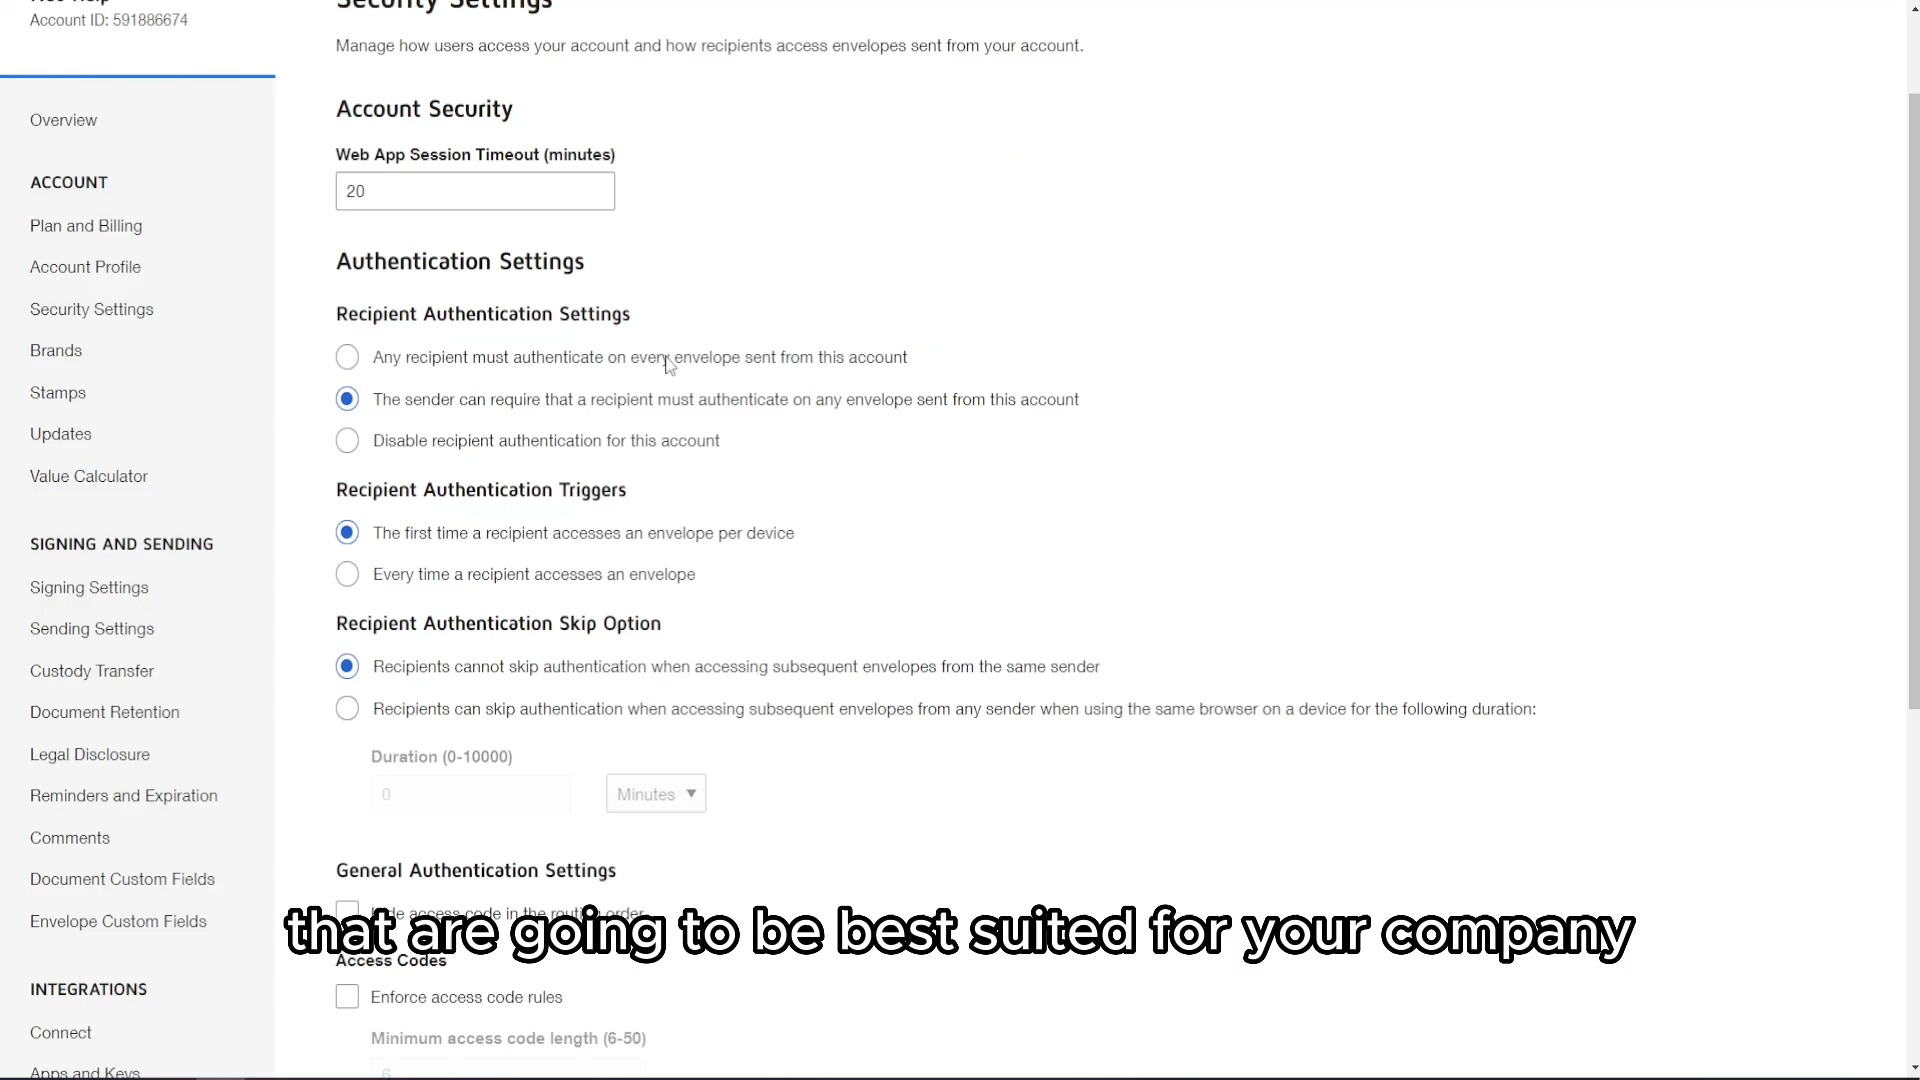 Account ID: 591886674
Security Settings
Manage how users access your account and how recipients access envelopes sent from your account.
Overview
ACCOUNT
Plan and Billing
Account Profile
Security Settings
Brands
Stamps
Updates
Value Calculator
SIGNING AND SENDING
Signing Settings
Sending Settings
Custody Transfer
Document Retention
Legal Disclosure
Reminders and Expiration
Comments
Document Custom Fields
Envelope Custom Fields
INTEGRATIONS
Connect
Apps and Keys
Account Security
Web App Session Timeout (minutes)
20
Authentication Settings
Recipient Authentication Settings
Any recipient must authenticate on every envelope sent from this account
The sender can require that a recipient must authenticate on any envelope sent from this account
Disable recipient authentication for this account
Recipient Authentication Triggers
The first time a recipient accesses an envelope per device
Every time a recipient accesses an envelope
Recipient Authentication Skip Option
Recipients cannot skip authentication when accessing subsequent envelopes from the same sender
Recipients can skip authentication when accessing subsequent envelopes from any sender when using the same browser on a device for the following duration:
Duration (0-10000)
0 Minutes
General Authentication Settings
access code in the routing order
that are going to be best suited for your company
Access Codes
Enforce access code rules
Minimum access code length (6-50)
6